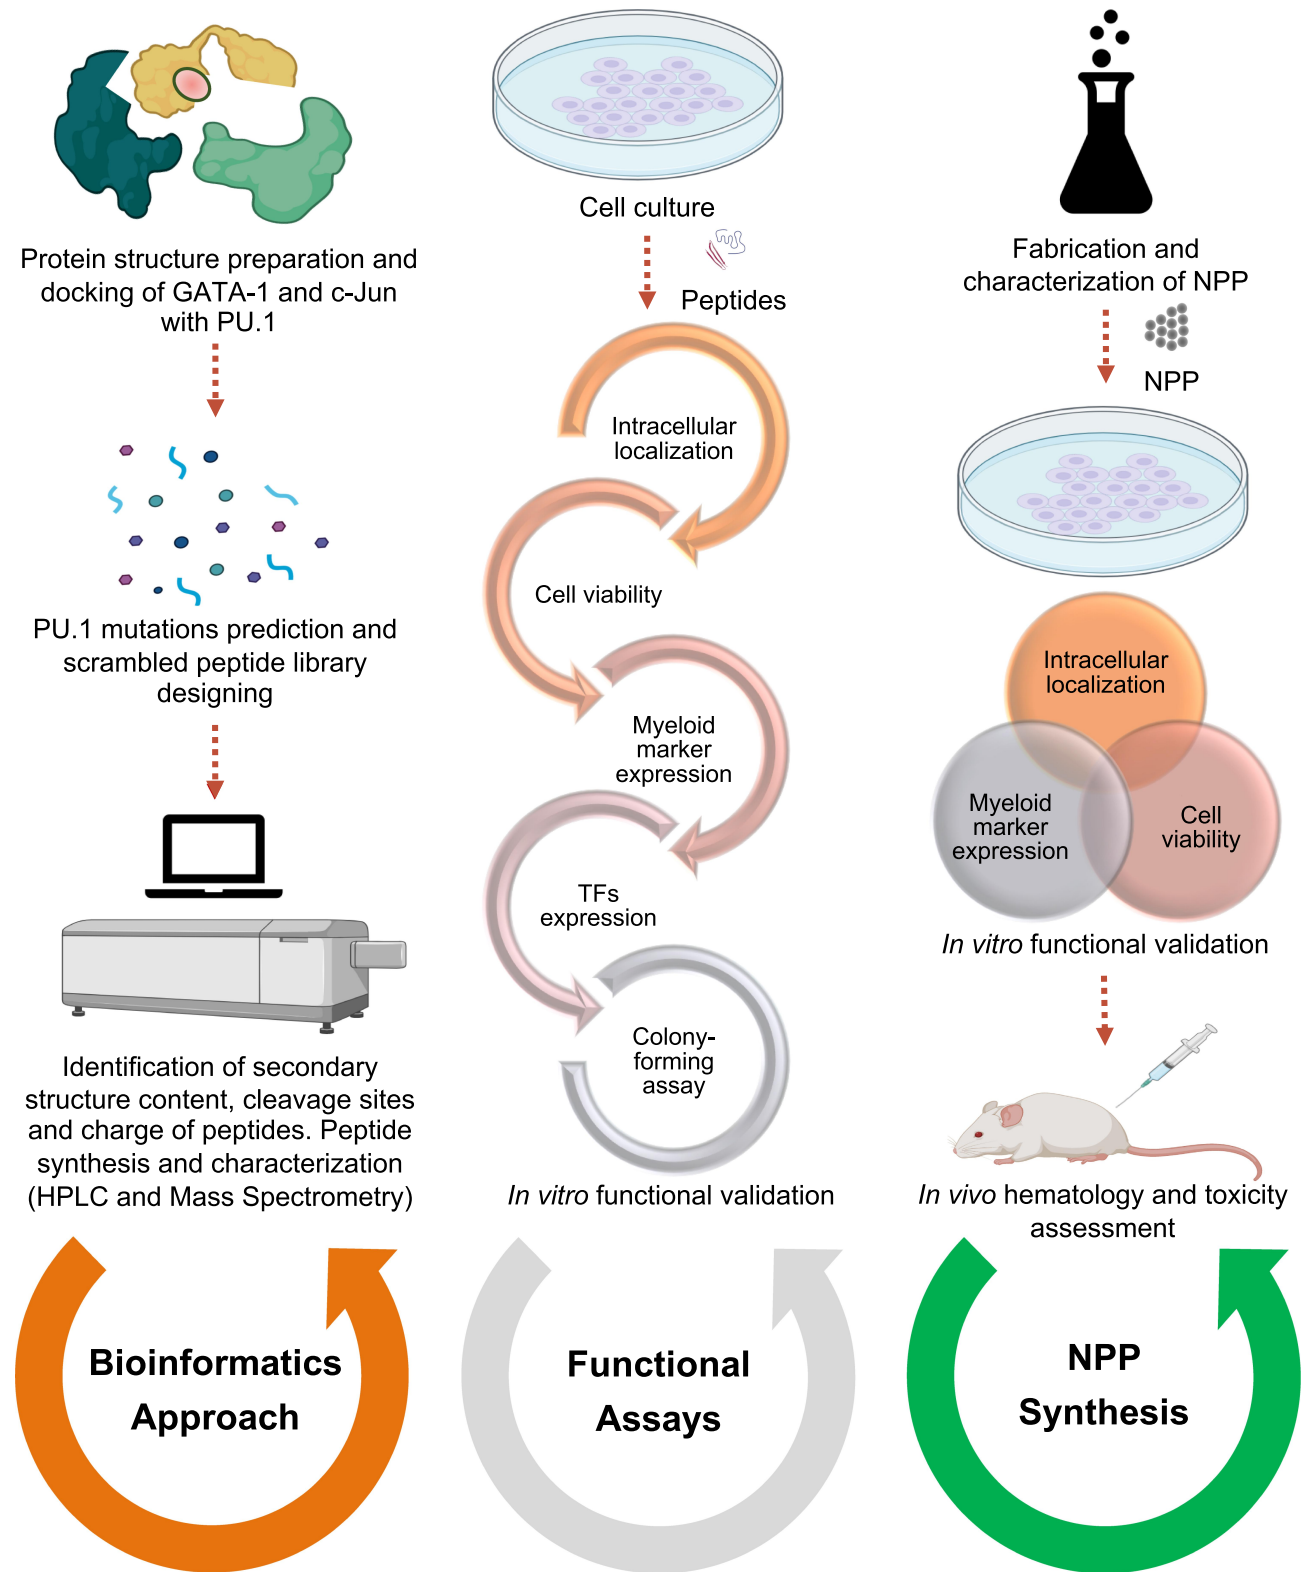 Protein structure preparation and
docking of GATA-1 and c-Jun
with PU.1
PU.1 mutations prediction and
scrambled peptide library
designing
Identification of secondary
structure content, cleavage sites
and charge of peptides. Peptide
synthesis and characterization
(HPLC and Mass Spectrometry)
Bioinformatics
Approach
Cell culture
Peptides
Intracellular
localization
Cell viability
Myeloid
marker
expression
TFs
expression
Colony-
forming
assay
In vitro functional validation
Functional
Assays
Fabrication and
characterization of NPP
NPP
Intracellular
localization
Myeloid
marker
expression
Cell
viability
In vitro functional validation
In vivo hematology and toxicity
assessment
NPP
Synthesis